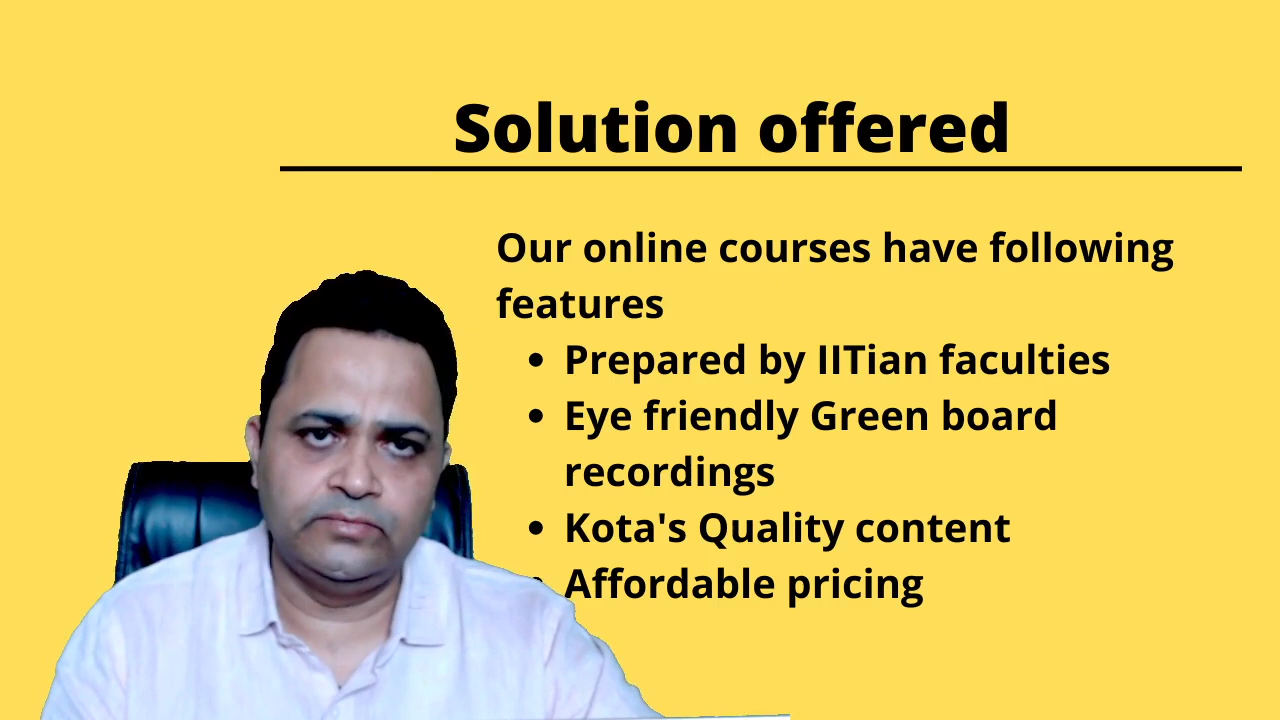 Solution offered
Our online courses have following
features
• Prepared by IITian faculties
• Eye friendly Green board
recordings
• Kota's Quality content
• Affordable pricing